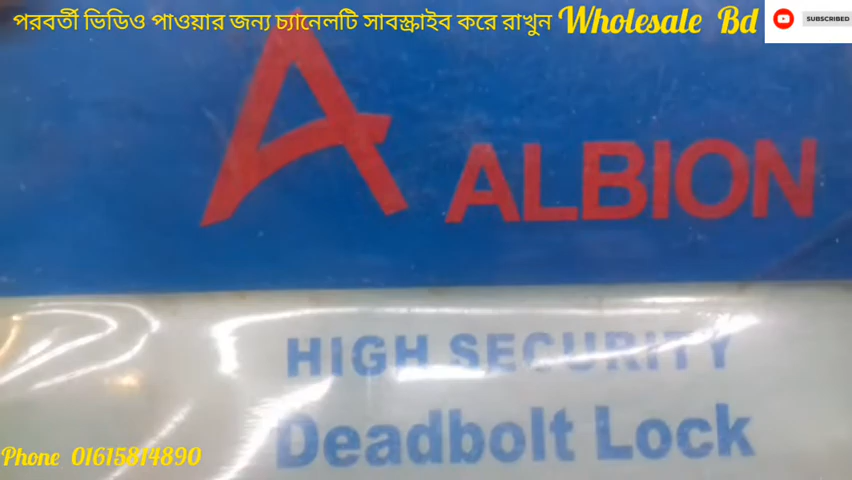 পরবর্তী ভিডিও পাওয়ার জন্য চ্যানেলটি সাবস্ক্রাইব করে রাখুন Wholesale Bd
SUBSCRIBED
A ALBION
HIGH SECURITY
Deadbolt Lock
Phone 01615814890